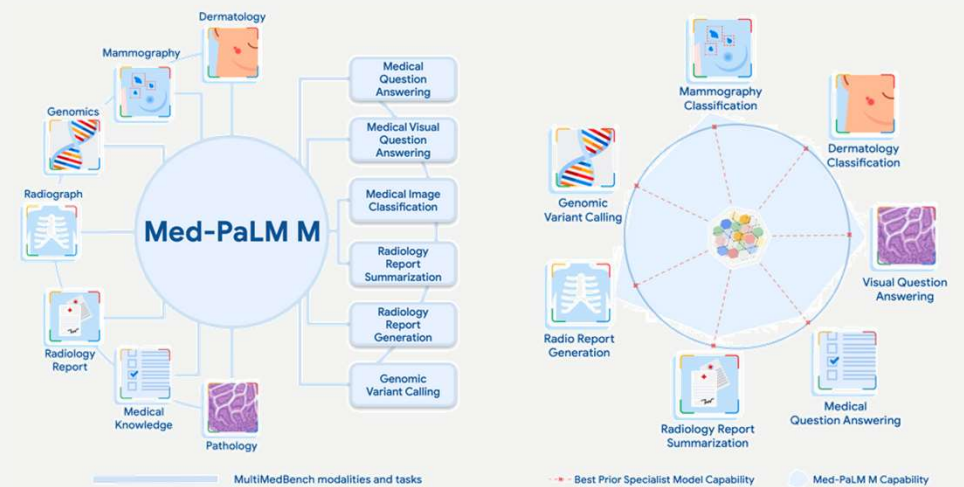 Dermatology
Mammography
Genomics
Radiograph
Radiology
Report
Medical
Knowledge
Pathology
Med-PaLM M
Medical
Question
Answering
Medical Visual
Question
Answering
Medical Image
Classification
Radiology
Report
Summarization
Radiology
Report
Generation
Genomic
Variant Calling
MultiMedBench modalities and tasks
Mammography
Classification
Dermatology
Classification
Genomic
Variant Calling
Visual Question
Answering
Radio Report
Generation
Medical
Question Answering
Radiology Report
Summarization
Best Prior Specialist Model Capability
Med-PaLM M Capability